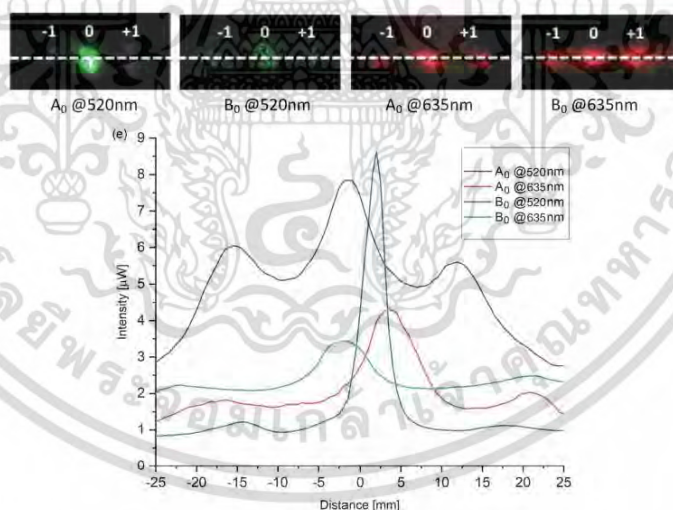 -1 0 +1 -1 0 +1 -1 0 +1 -1 0 +1
A₀ @520nm B₀ @520nm A₀ @635nm B₀ @635nm
(e)
9
8
7
6
5
4
3
2
1
0
Intensity [µW]
A₀ @520nm
A₀ @635nm
B₀ @520nm
B₀ @635nm
-25 -20 -15 -10 -5 0 5 10 15 20 25
Distance [mm]